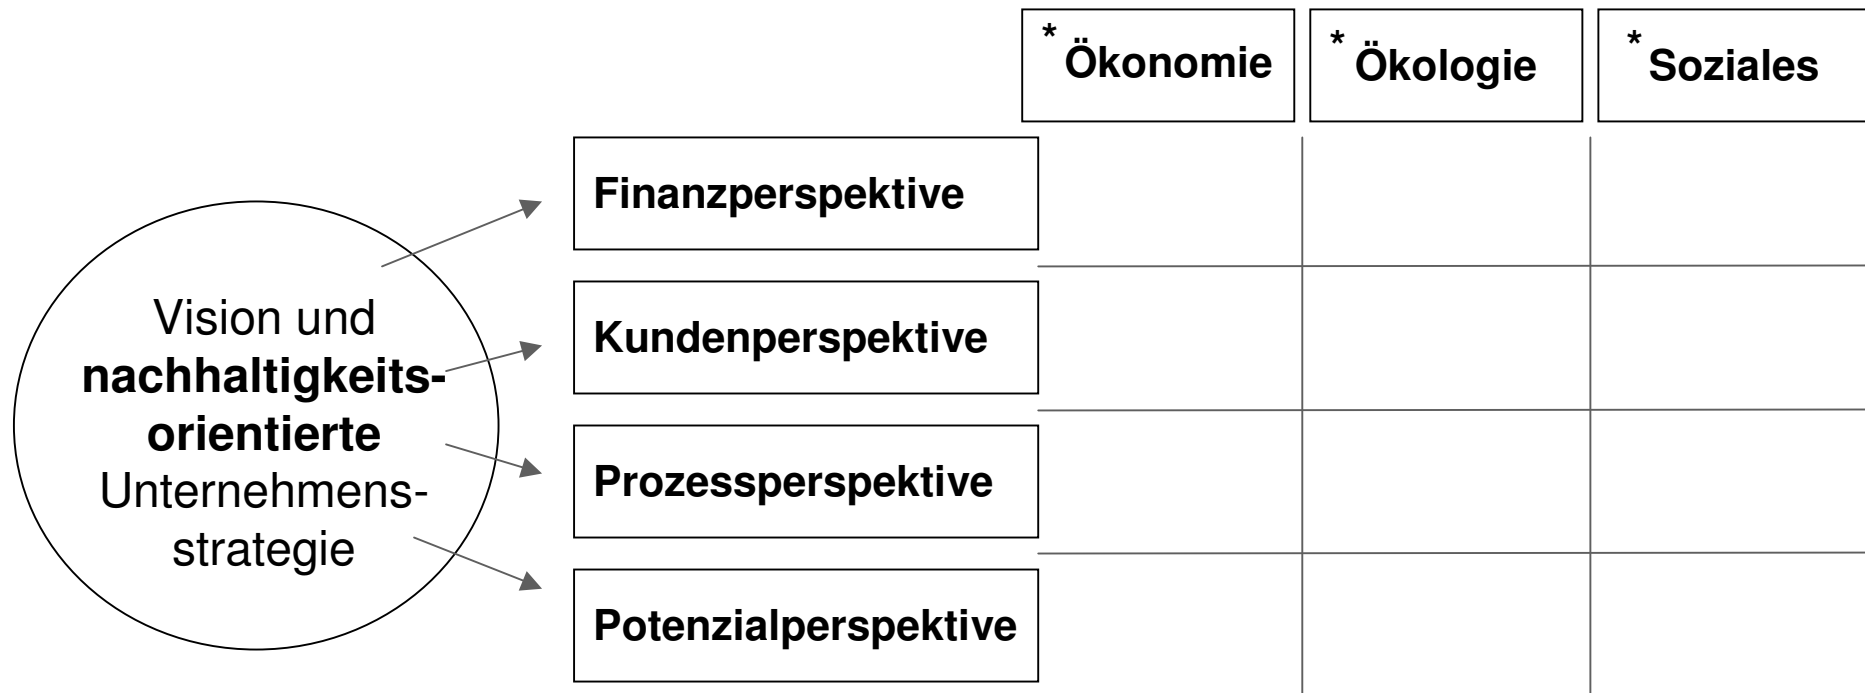 * Ökonomie
* Ökologie
* Soziales
Finanzperspektive
Vision und
nachhaltigkeits-
orientierte
Unternehmens-
strategie
Kundenperspektive
Prozessperspektive
Potenzialperspektive